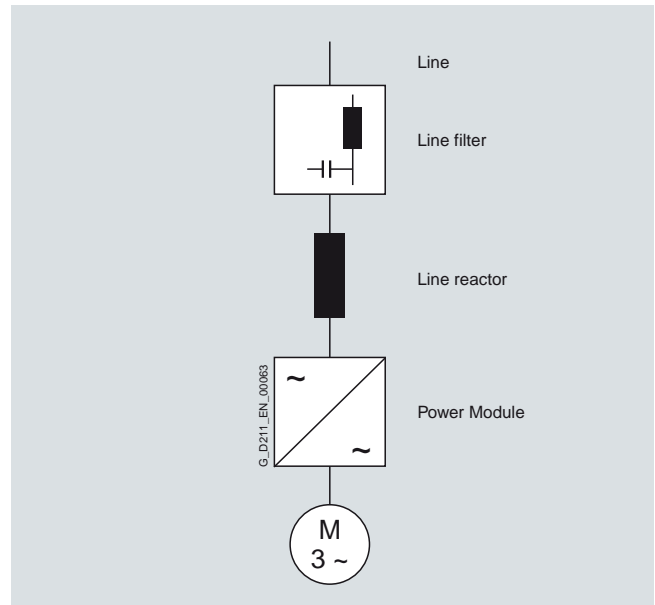 Line
Line filter
Line reactor
G_D211_EN_00063
~
~
Power Module
M
3 ~